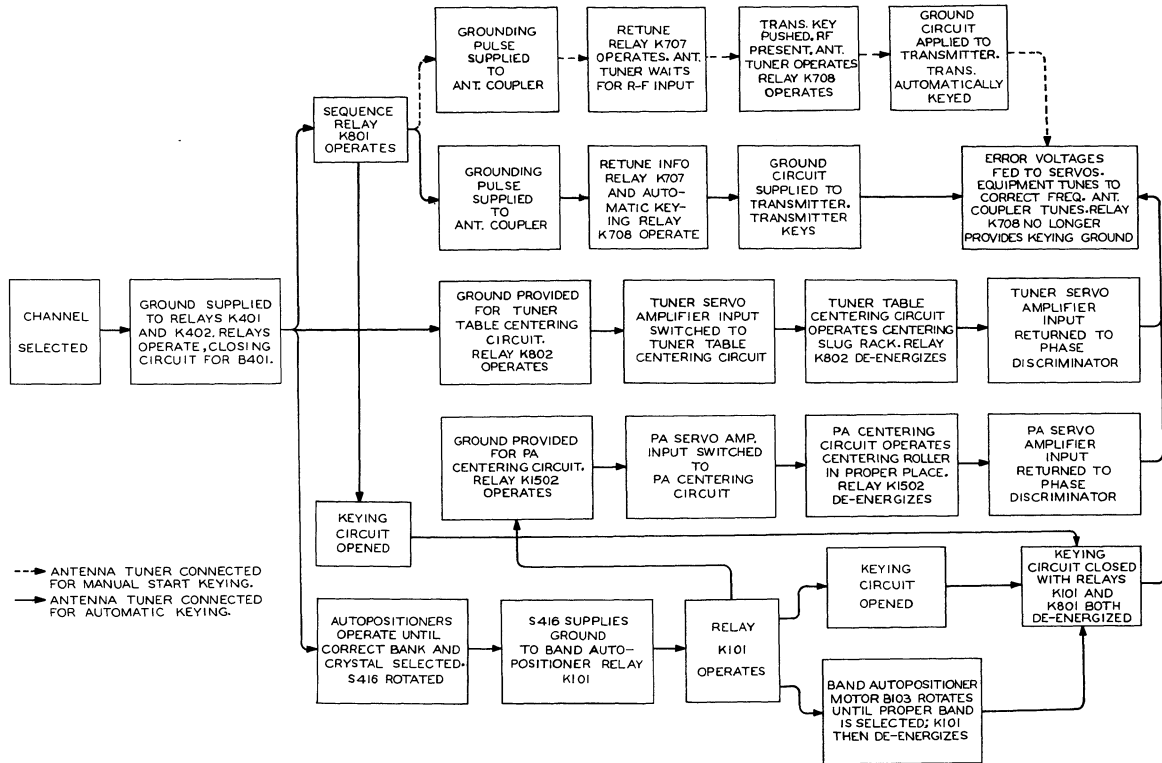 GROUNDING
PULSE
SUPPLIED
TO
ANT. COUPLER
RETUNE
RELAY K707
OPERATES. ANT.
TUNER WAITS
FOR R-F INPUT
TRANS. KEY
PUSHED. RF
PRESENT. ANT.
TUNER OPERATES
RELAY K708
OPERATES
GROUND
CIRCUIT
APPLIED TO
TRANSMITTER.
TRANS.
AUTOMATICALLY
KEYED
SEQUENCE
RELAY
K801
OPERATES
GROUNDING
PULSE
SUPPLIED
TO
ANT. COUPLER
RETUNE INFO
RELAY K707
AND AUTO-
MATIC KEY-
ING RELAY
K708 OPERATE
GROUND
CIRCUIT
SUPPLIED TO
TRANSMITTER.
TRANSMITTER
KEYS
ERROR VOLTAGES
FED TO SERVOS.
EQUIPMENT TUNES TO
CORRECT FREQ. ANT.
COUPLER TUNES. RELAY
K708 NO LONGER
PROVIDES KEYING GROUND
CHANNEL
SELECTED
GROUND SUPPLIED
TO RELAYS K401
AND K402. RELAYS
OPERATE, CLOSING
CIRCUIT FOR B401.
GROUND PROVIDED
FOR TUNER
TABLE CENTERING
CIRCUIT.
RELAY K802
OPERATES
TUNER SERVO
AMPLIFIER INPUT
SWITCHED TO
TUNER TABLE
CENTERING CIRCUIT
TUNER TABLE
CENTERING CIRCUIT
OPERATES CENTERING
SLUG RACK. RELAY
K802 DE-ENERGIZES
TUNER SERVO
AMPLIFIER
INPUT
RETURNED TO
PHASE
DISCRIMINATOR
GROUND PROVIDED
FOR PA
CENTERING CIRCUIT.
RELAY K1502
OPERATES
PA SERVO AMP.
INPUT SWITCHED
TO
PA CENTERING
CIRCUIT
PA CENTERING
CIRCUIT OPERATES
CENTERING ROLLER
IN PROPER PLACE.
RELAY K1502
DE-ENERGIZES
PA SERVO
AMPLIFIER
INPUT
RETURNED TO
PHASE
DISCRIMINATOR
KEYING
CIRCUIT
OPENED
ANTENNA TUNER CONNECTED
FOR MANUAL START KEYING.
ANTENNA TUNER CONNECTED
FOR AUTOMATIC KEYING.
AUTOPOSITIONERS
OPERATE UNTIL
CORRECT BANK AND
CRYSTAL SELECTED.
S416 ROTATED
S416 SUPPLIES
GROUND
TO BAND AUTO-
POSITIONER RELAY
K101
RELAY
K101
OPERATES
KEYING
CIRCUIT
OPENED
KEYING
CIRCUIT CLOSED
WITH RELAYS
K101 AND
K801 BOTH
DE-ENERGIZED
BAND AUTOPOSITIONER
MOTOR B103 ROTATES
UNTIL PROPER BAND
IS SELECTED; K101
THEN DE-ENERGIZES